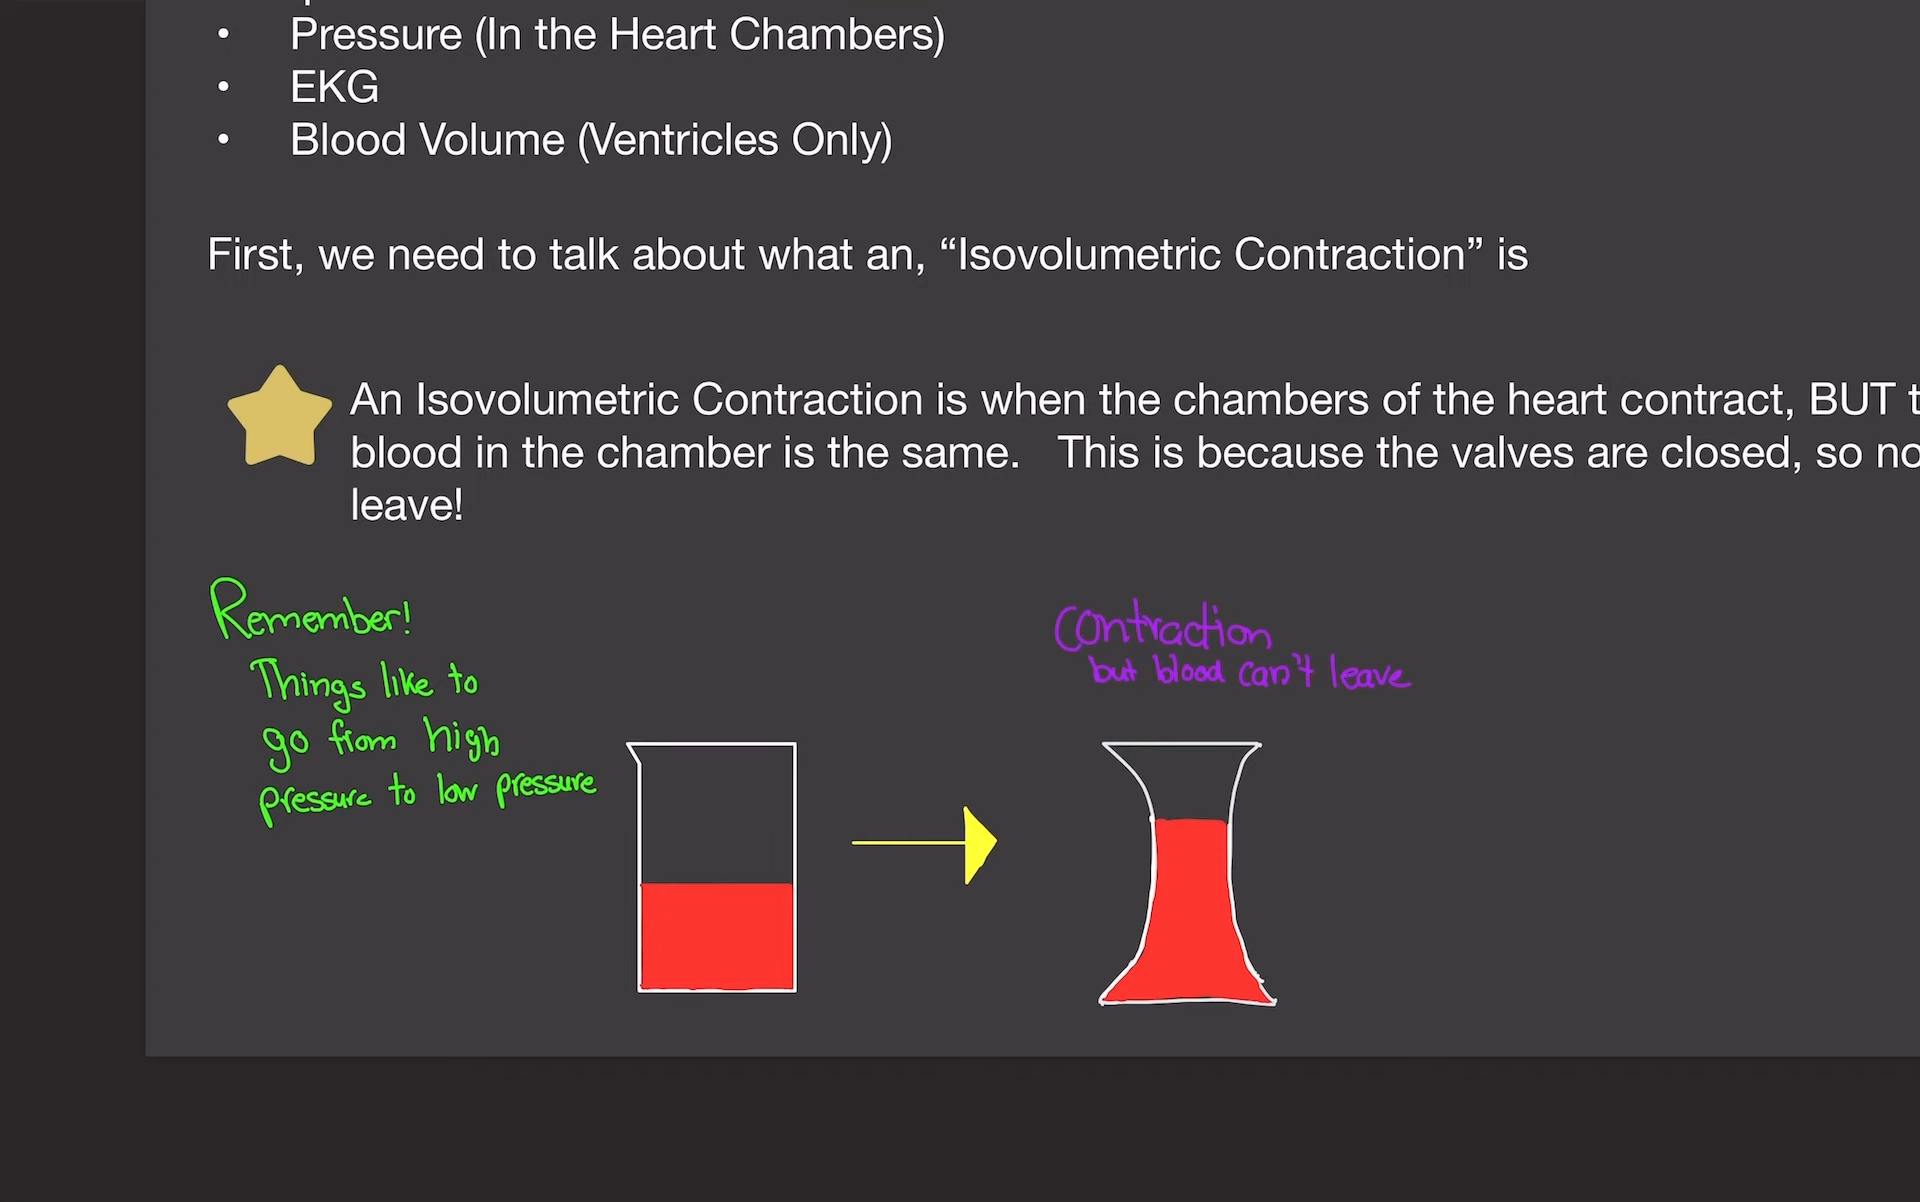 • Pressure (In the Heart Chambers)
• EKG
• Blood Volume (Ventricles Only)
First, we need to talk about what an, “Isovolumetric Contraction” is
An Isovolumetric Contraction is when the chambers of the heart contract, BUT t
blood in the chamber is the same. This is because the valves are closed, so no
leave!
Remember!
Things like to
go from high
pressure to low pressure
Contraction
but blood can't leave